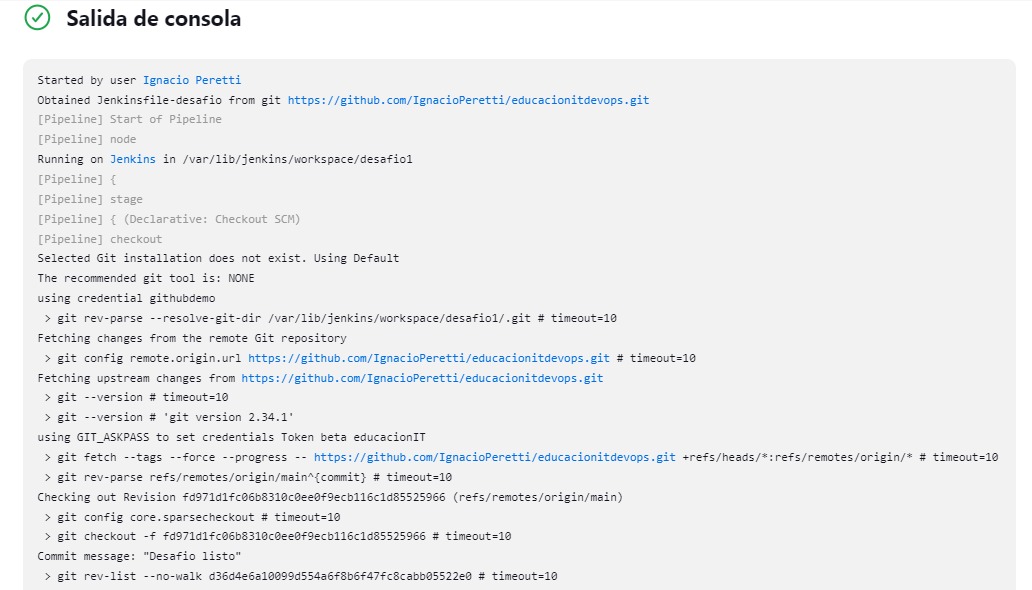 Salida de consola
Started by user Ignacio Peretti
Obtained Jenkinsfile-desafio from git https://github.com/IgnacioPeretti/educacionitdevops.git
[Pipeline] Start of Pipeline
[Pipeline] node
Running on Jenkins in /var/lib/jenkins/workspace/desafio1
[Pipeline] {
[Pipeline] stage
[Pipeline] { (Declarative: Checkout SCM)
[Pipeline] checkout
Selected Git installation does not exist. Using Default
The recommended git tool is: NONE
using credential githubdemo
 > git rev-parse --resolve-git-dir /var/lib/jenkins/workspace/desafio1/.git # timeout=10
Fetching changes from the remote Git repository
 > git config remote.origin.url https://github.com/IgnacioPeretti/educacionitdevops.git # timeout=10
Fetching upstream changes from https://github.com/IgnacioPeretti/educacionitdevops.git
 > git --version # timeout=10
 > git --version # 'git version 2.34.1'
using GIT_ASKPASS to set credentials Token beta educacionIT
 > git fetch --tags --force --progress -- https://github.com/IgnacioPeretti/educacionitdevops.git +refs/heads/*:refs/remotes/origin/* # timeout=10
 > git rev-parse refs/remotes/origin/main^{commit} # timeout=10
Checking out Revision fd971d1fc06b8310c0ee0f9ecb116c1d85525966 (refs/remotes/origin/main)
 > git config core.sparsecheckout # timeout=10
 > git checkout -f fd971d1fc06b8310c0ee0f9ecb116c1d85525966 # timeout=10
Commit message: "Desafio listo"
 > git rev-list --no-walk d36d4e6a10099d554a6f8b6f47fc8cabb05522e0 # timeout=10